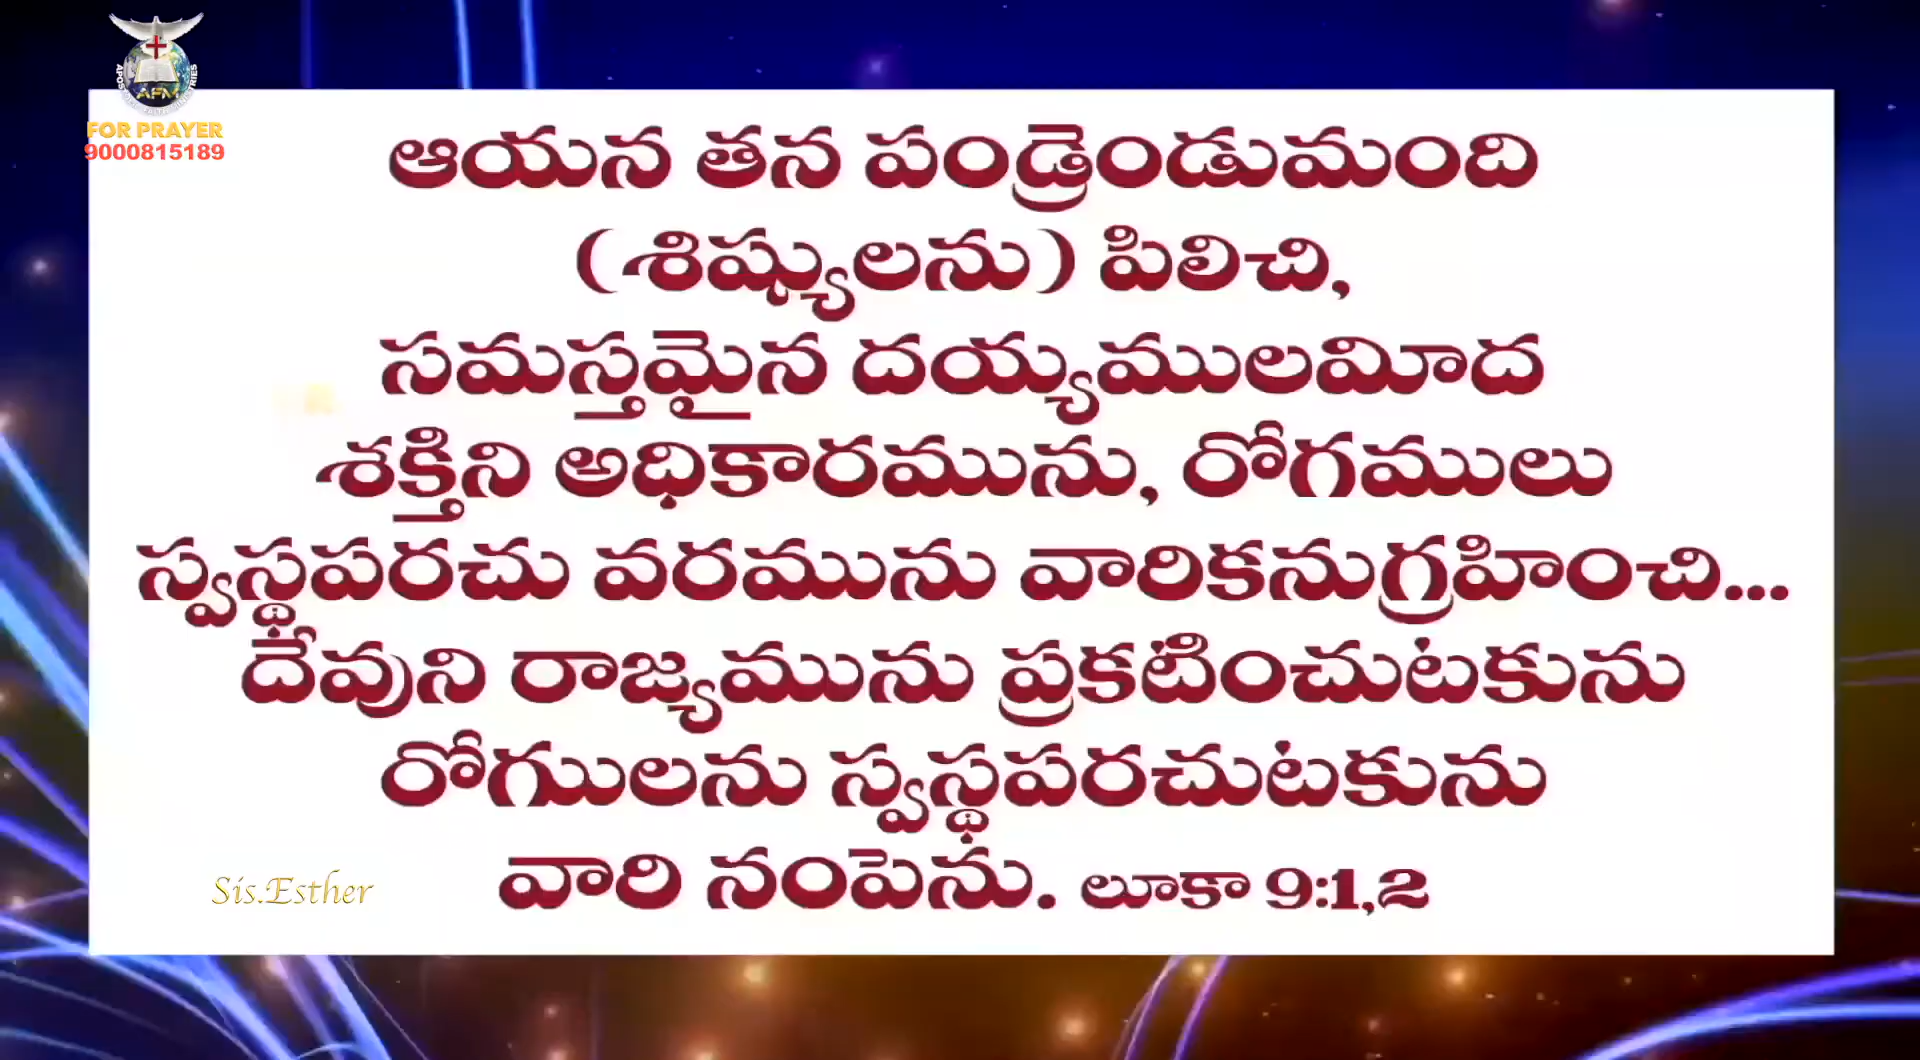 AFM
FOR PRAYER
9000815189
ఆయన తన పండ్రెండుమంది
(శిష్యులను) పిలిచి,
సమస్తమైన దయ్యములమీద
శక్తిని అధికారమును, రోగములు
స్వస్థపరచు వరమును వారికనుగ్రహించి...
దేవుని రాజ్యమును ప్రకటించుటకును
రోగులను స్వస్థపరచుటకును
వారి నంపెను. లూకా 9:1,2
Sis.Esther